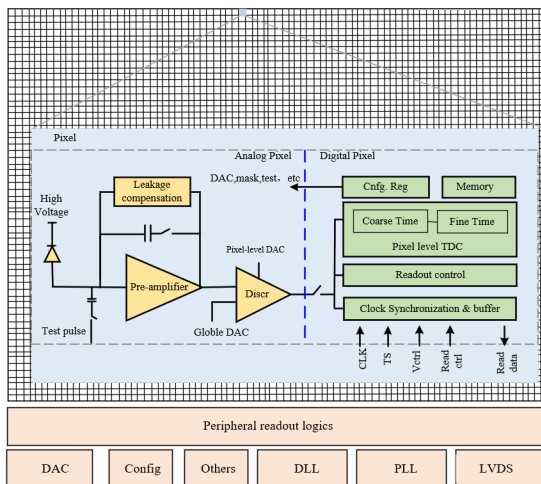 Pixel
Analog Pixel
Digital Pixel
High
Voltage
Leakage
compensation
DAC,mask,test，etc
Cnfg. Reg
Memory
Coarse Time
Fine Time
Pixel level TDC
Pixel-level DAC
Pre-amplifier
Discr
Readout control
Clock Synchronization & buffer
Test pulse
Globle DAC
CLK
TS
Vctrl
Read
ctrl
Read
data
Peripheral readout logics
DAC
Config
Others
DLL
PLL
LVDS